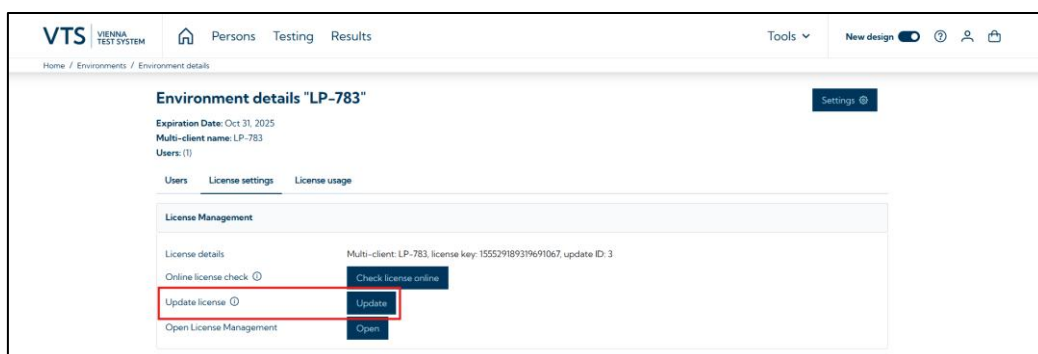 VTS VIENNA TEST SYSTEM Persons Testing Results Tools New design
Home / Environments / Environment details
Environment details "LP-783"
Settings
Expiration Date: Oct 31, 2025
Multi-client name: LP-783
Users: (1)
Users License settings License usage
License Management
License details Multi-client: LP-783, license key: 155529189319691067, update ID: 3
Online license check Check license online
Update license Update
Open License Management Open